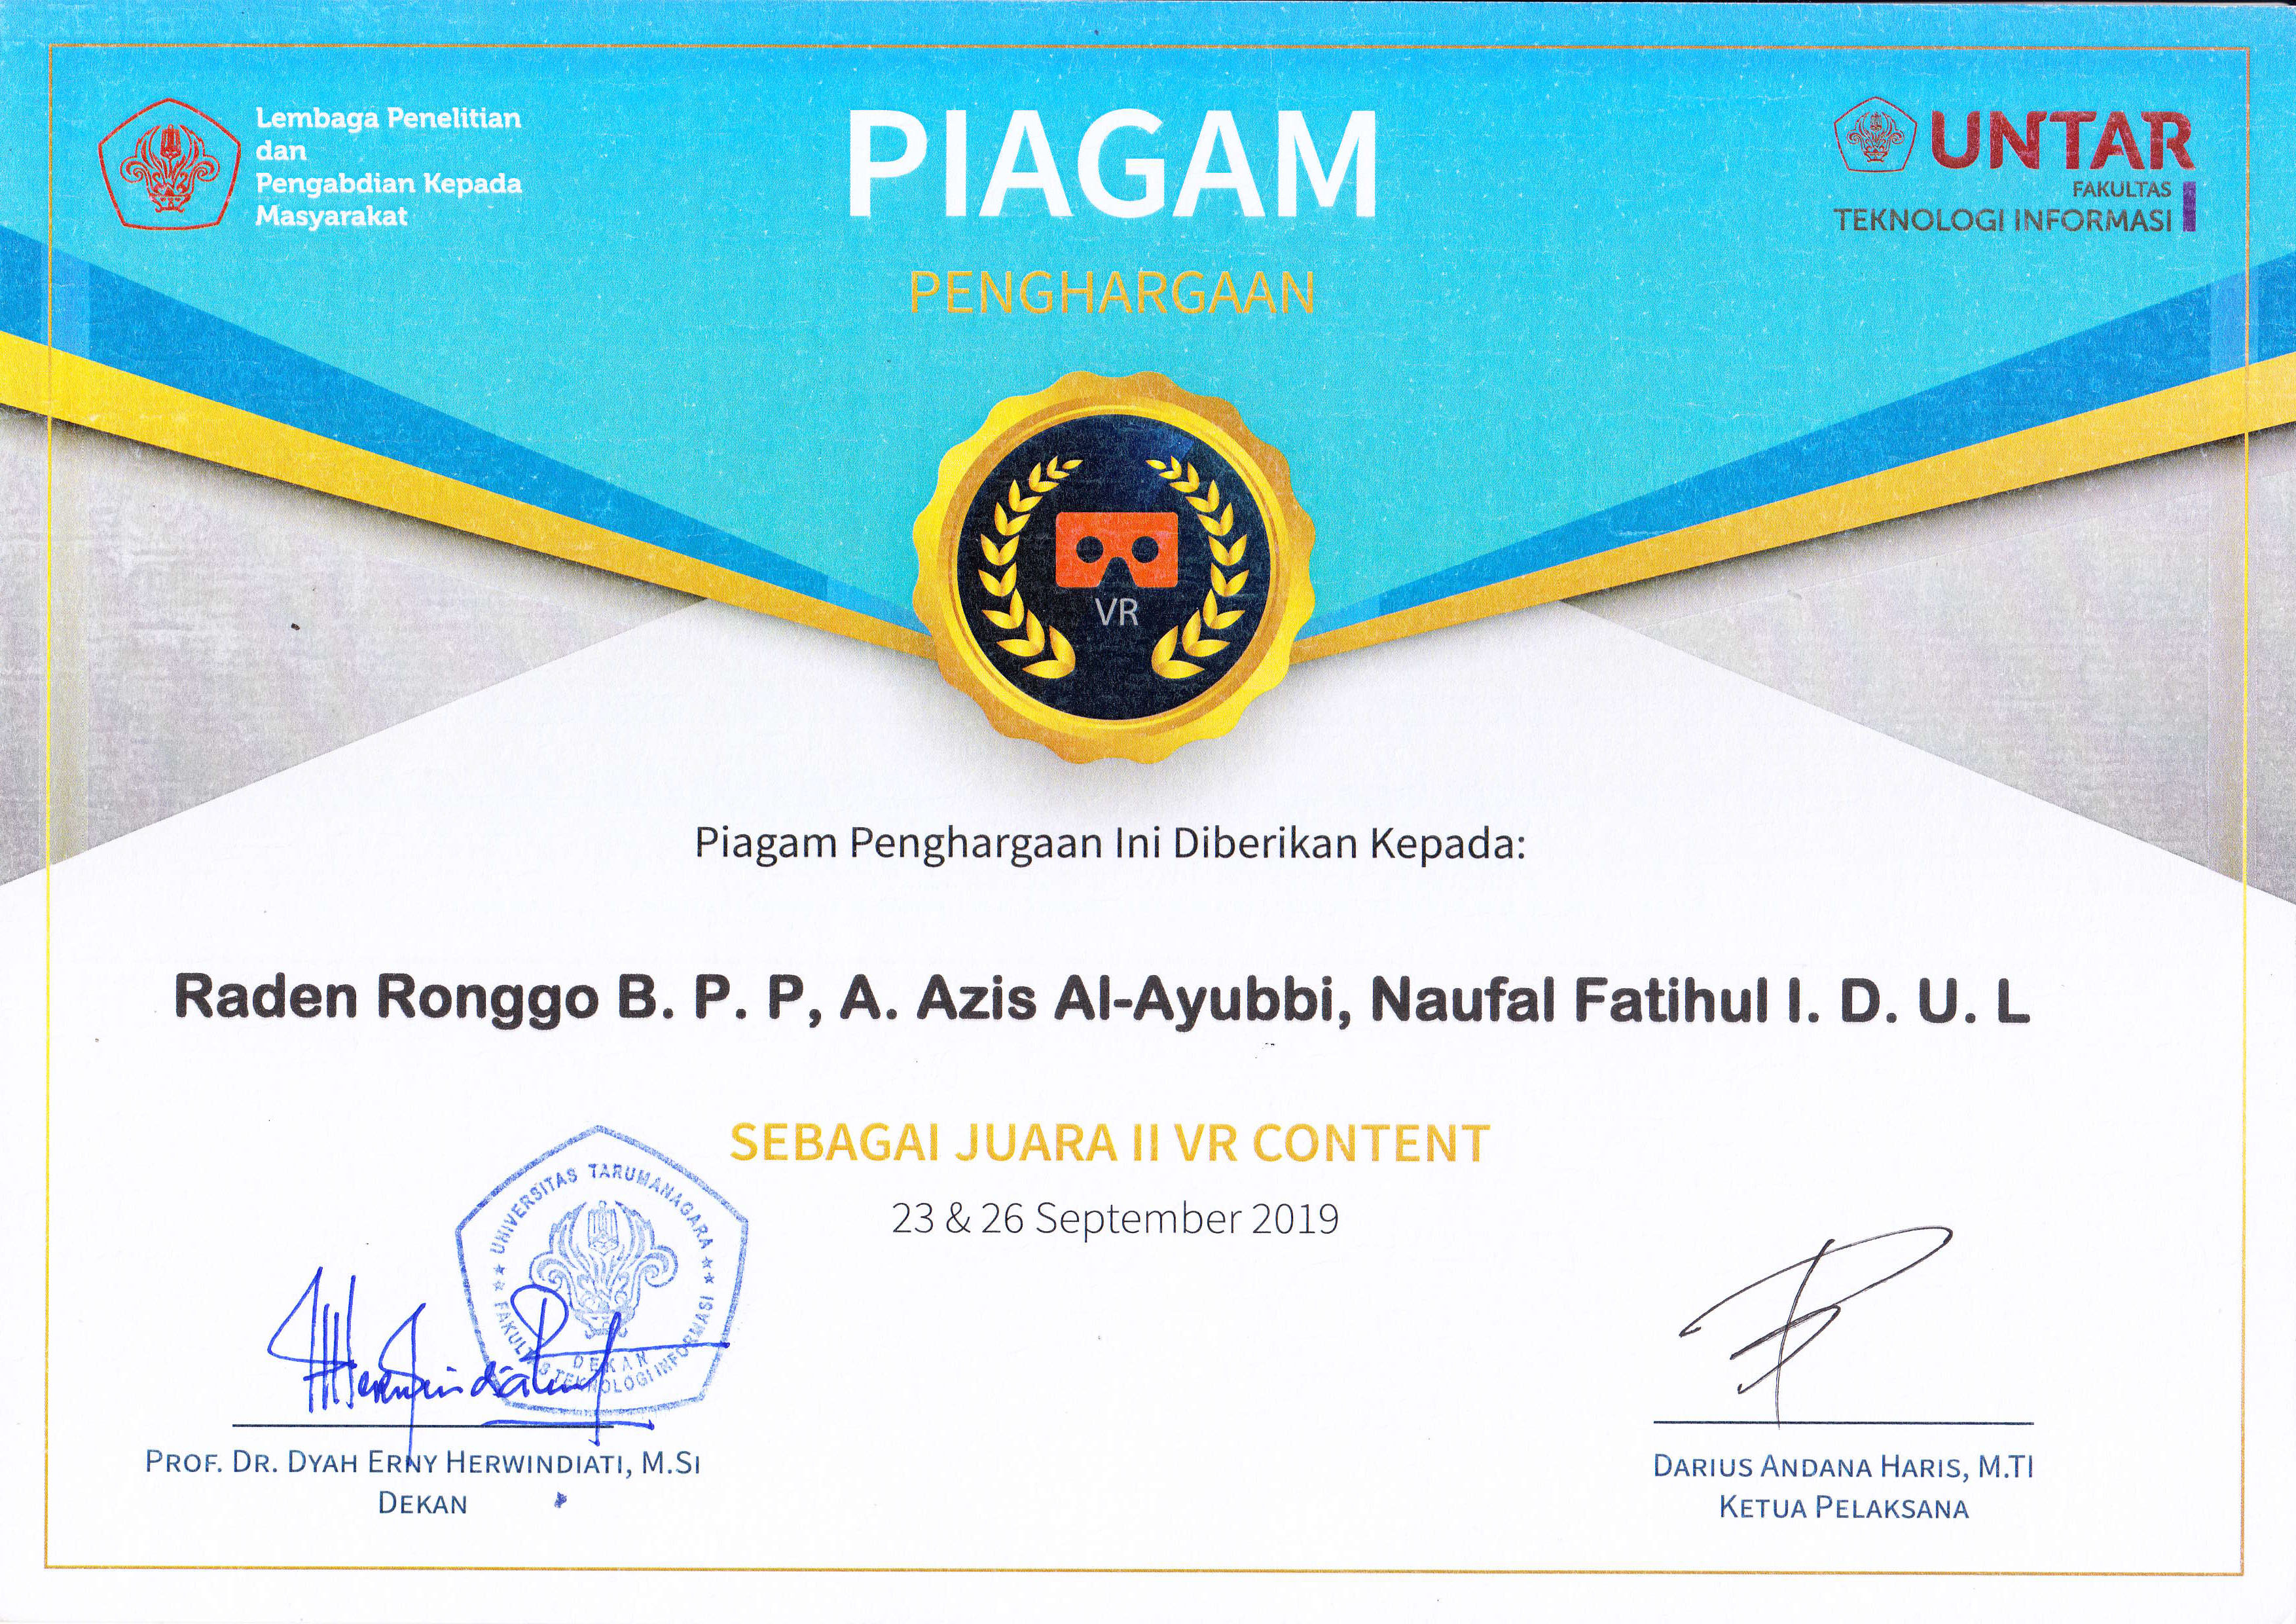 Lembaga Penelitian
dan
Pengabdian Kepada
Masyarakat
PIAGAM
PENGHARGAAN
UNTAR
FAKULTAS
TEKNOLOGI INFORMASI
VR
Piagam Penghargaan Ini Diberikan Kepada:
Raden Ronggo B. P. P, A. Azis Al-Ayubbi, Naufal Fatihul I. D. U. L
SEBAGAI JUARA II VR CONTENT
23 & 26 September 2019
UNIVERSITAS TARUMANAGARA
FAKULTAS TEKNOLOGI INFORMASI
DEKAN
PROF. DR. DYAH ERNY HERWINDIATI, M.SI
DEKAN
DARIUS ANDANA HARIS, M.TI
KETUA PELAKSANA